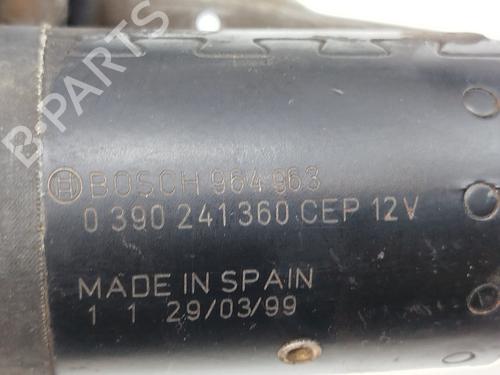 BOSCH 964 963
0 390 241 360 CEP 12V
MADE IN SPAIN
1 1 29/03/99
B-PARTS